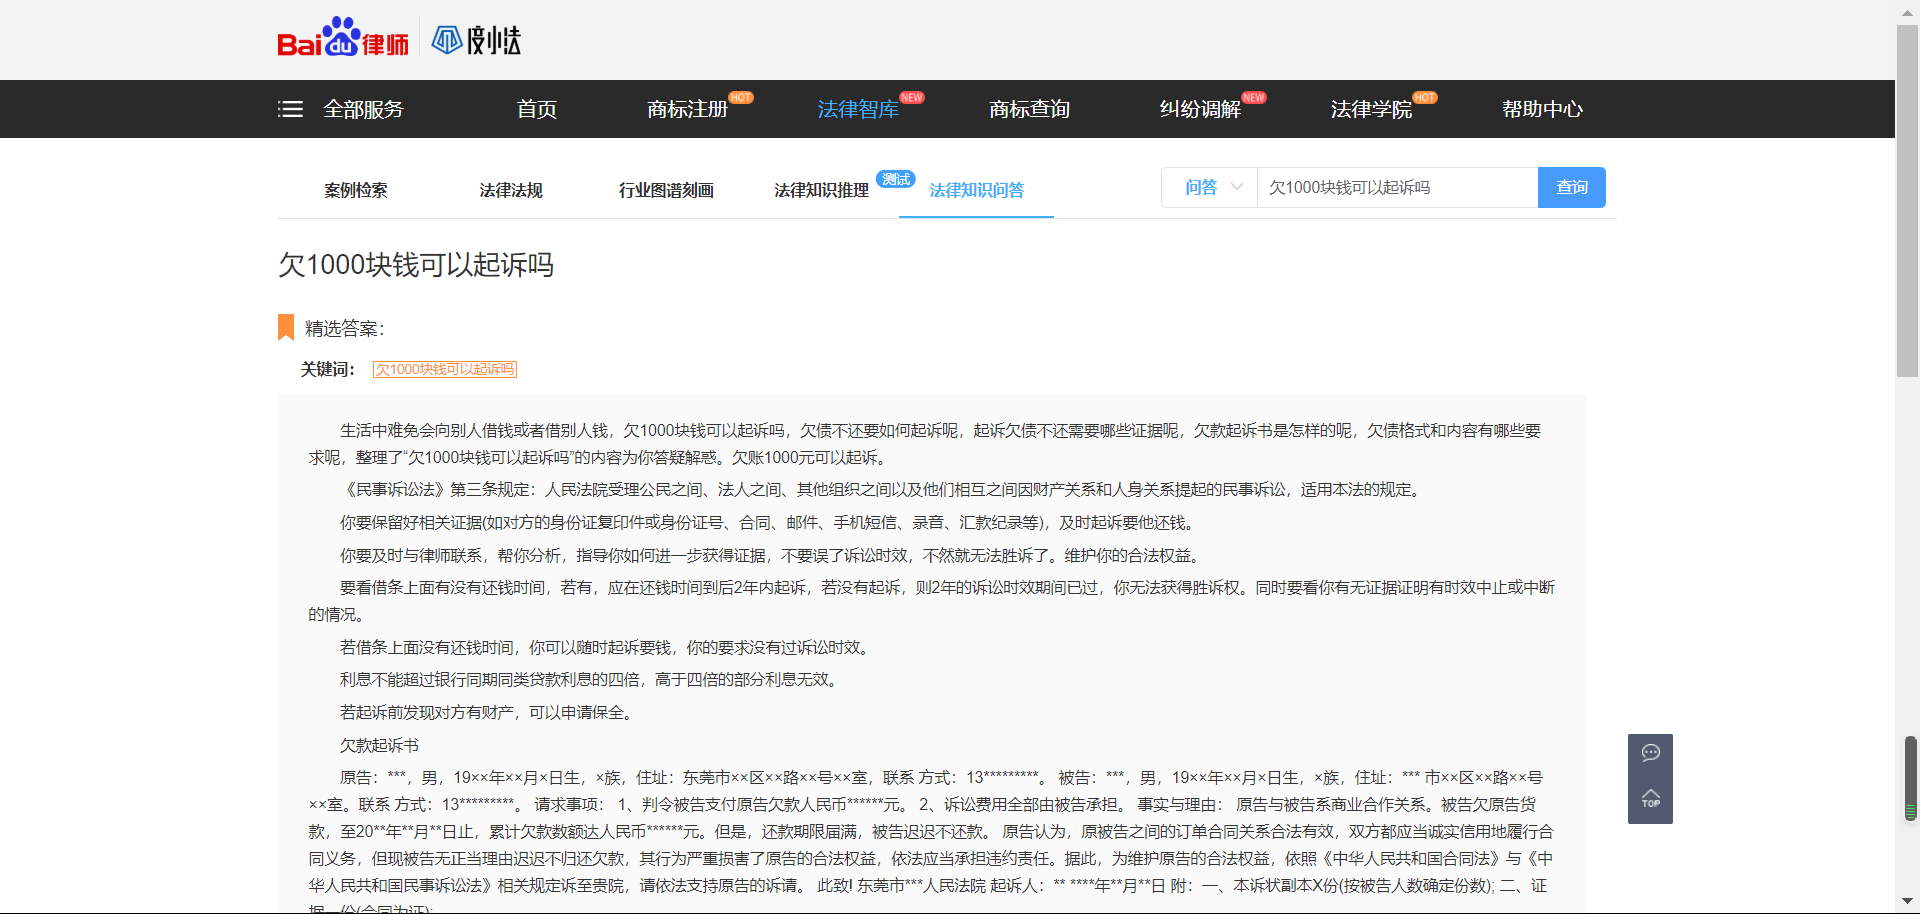 Bai du 律师 度小法
全部服务 首页 商标注册 HOT 法律智库 NEW 商标查询 纠纷调解 NEW 法律学院 HOT 帮助中心
案例检索 法律法规 行业图谱刻画 法律知识推理 测试 法律知识问答 问答 欠1000块钱可以起诉吗 查询
欠1000块钱可以起诉吗
精选答案：
关键词： 欠1000块钱可以起诉吗
生活中难免会向别人借钱或者借别人钱，欠1000块钱可以起诉吗，欠债不还要如何起诉呢，起诉欠债不还需要哪些证据呢，欠款起诉书是怎样的呢，欠债格式和内容有哪些要
求呢，整理了“欠1000块钱可以起诉吗”的内容为你答疑解惑。欠账1000元可以起诉。
《民事诉讼法》第三条规定：人民法院受理公民之间、法人之间、其他组织之间以及他们相互之间因财产关系和人身关系提起的民事诉讼，适用本法的规定。
你要保留好相关证据(如对方的身份证复印件或身份证号、合同、邮件、手机短信、录音、汇款纪录等)，及时起诉要他还钱。
你要及时与律师联系，帮你分析，指导你如何进一步获得证据，不要误了诉讼时效，不然就无法胜诉了。维护你的合法权益。
要看借条上面有没有还钱时间，若有，应在还钱时间到后2年内起诉，若没有起诉，则2年的诉讼时效期间已过，你无法获得胜诉权。同时要看你有无证据证明有时效中止或中断
的情况。
若借条上面没有还钱时间，你可以随时起诉要钱，你的要求没有过诉讼时效。
利息不能超过银行同期同类贷款利息的四倍，高于四倍的部分利息无效。
若起诉前发现对方有财产，可以申请保全。
欠款起诉书
原告：***，男，19××年××月×日生，×族，住址：东莞市××区××路××号××室，联系 方式：13*********。 被告：***，男，19××年××月×日生，×族，住址：*** 市××区××路××号
××室。联系 方式：13*********。 请求事项： 1、判令被告支付原告欠款人民币******元。 2、诉讼费用全部由被告承担。 事实与理由： 原告与被告系商业合作关系。被告欠原告货
款，至20**年**月**日止，累计欠款数额达人民币******元。但是，还款期限届满，被告迟迟不还款。 原告认为，原被告之间的订单合同关系合法有效，双方都应当诚实信用地履行合
同义务，但现被告无正当理由迟迟不归还欠款，其行为严重损害了原告的合法权益，依法应当承担违约责任。据此，为维护原告的合法权益，依照《中华人民共和国合同法》与《中
华人民共和国民事诉讼法》相关规定诉至贵院，请依法支持原告的诉请。 此致! 东莞市***人民法院 起诉人：** ****年**月**日 附：一、本诉状副本X份(按被告人数确定份数); 二、证
据一份(合同为证);
TOP